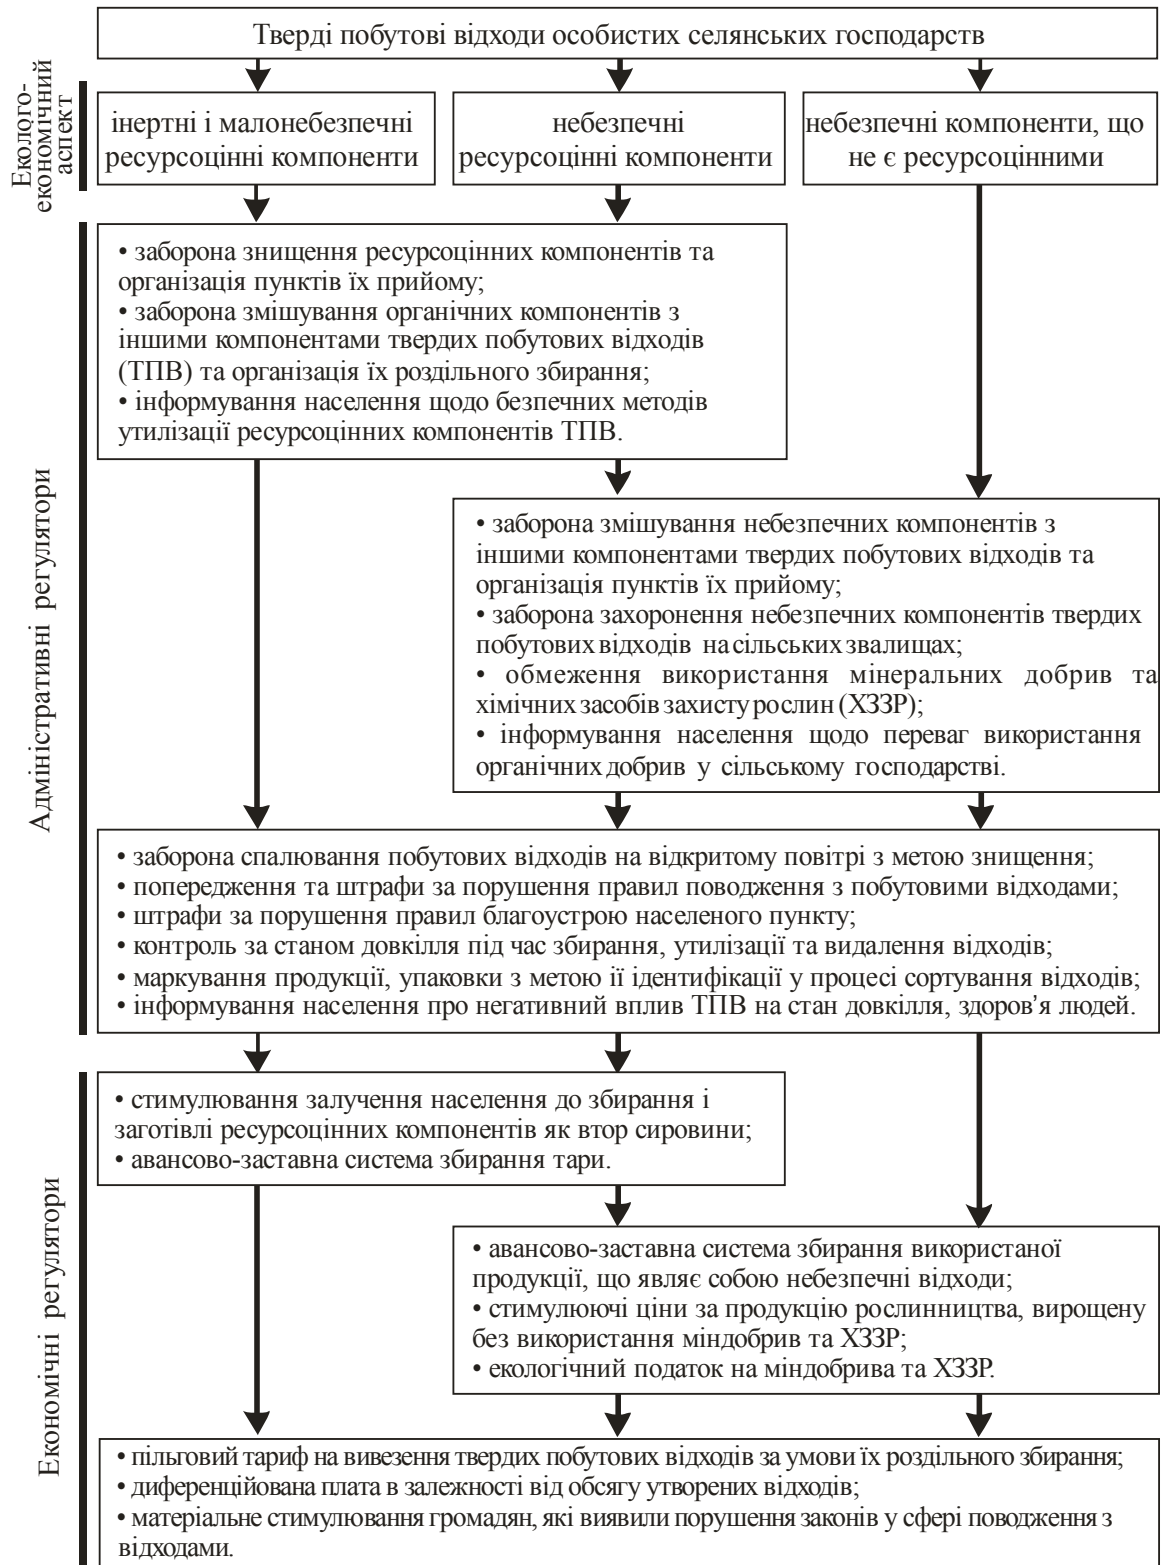 Тверді побутові відходи особистих селянських господарств
Еколого-
економічний
аспект
інертні і малонебезпечні
ресурсоцінні компоненти
небезпечні
ресурсоцінні компоненти
небезпечні компоненти, що
не є ресурсоцінними
Адміністративні регулятори
• заборона знищення ресурсоцінних компонентів та
організація пунктів їх прийому;
• заборона змішування органічних компонентів з
іншими компонентами твердих побутових відходів
(ТПВ) та організація їх роздільного збирання;
• інформування населення щодо безпечних методів
утилізації ресурсоцінних компонентів ТПВ.
• заборона змішування небезпечних компонентів з
іншими компонентами твердих побутових відходів та
організація пунктів їх прийому;
• заборона захоронення небезпечних компонентів твердих
побутових відходів на сільських звалищах;
• обмеження використання мінеральних добрив та
хімічних засобів захисту рослин (ХЗЗР);
• інформування населення щодо переваг використання
органічних добрив у сільському господарстві.
• заборона спалювання побутових відходів на відкритому повітрі з метою знищення;
• попередження та штрафи за порушення правил поводження з побутовими відходами;
• штрафи за порушення правил благоустрою населеного пункту;
• контроль за станом довкілля під час збирання, утилізації та видалення відходів;
• маркування продукції, упаковки з метою її ідентифікації у процесі сортування відходів;
• інформування населення про негативний вплив ТПВ на стан довкілля, здоров'я людей.
Економічні регулятори
• стимулювання залучення населення до збирання і
заготівлі ресурсоцінних компонентів як втор сировини;
• авансово-заставна система збирання тари.
• авансово-заставна система збирання використаної
продукції, що являє собою небезпечні відходи;
• стимулюючі ціни за продукцію рослинництва, вирощену
без використання міндобрив та ХЗЗР;
• екологічний податок на міндобрива та ХЗЗР.
• пільговий тариф на вивезення твердих побутових відходів за умови їх роздільного збирання;
• диференційована плата в залежності від обсягу утворених відходів;
• матеріальне стимулювання громадян, які виявили порушення законів у сфері поводження з
відходами.